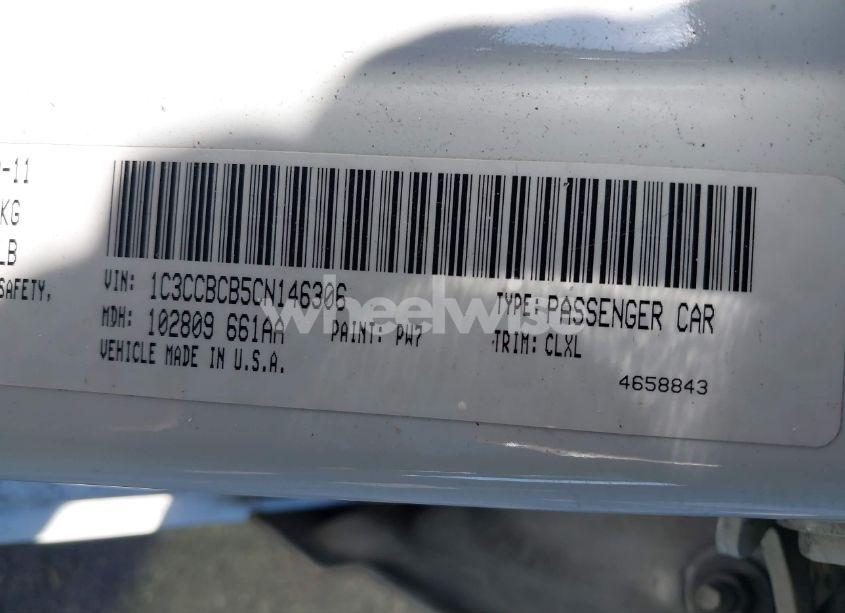 -11
KG
LB
SAFETY,
VIN: 1C3CCBCB5CN146306 TYPE: PASSENGER CAR
MDH: 102809 661AA PAINT: PW7 TRIM: CLXL
VEHICLE MADE IN U.S.A.
4658843
wheelwise